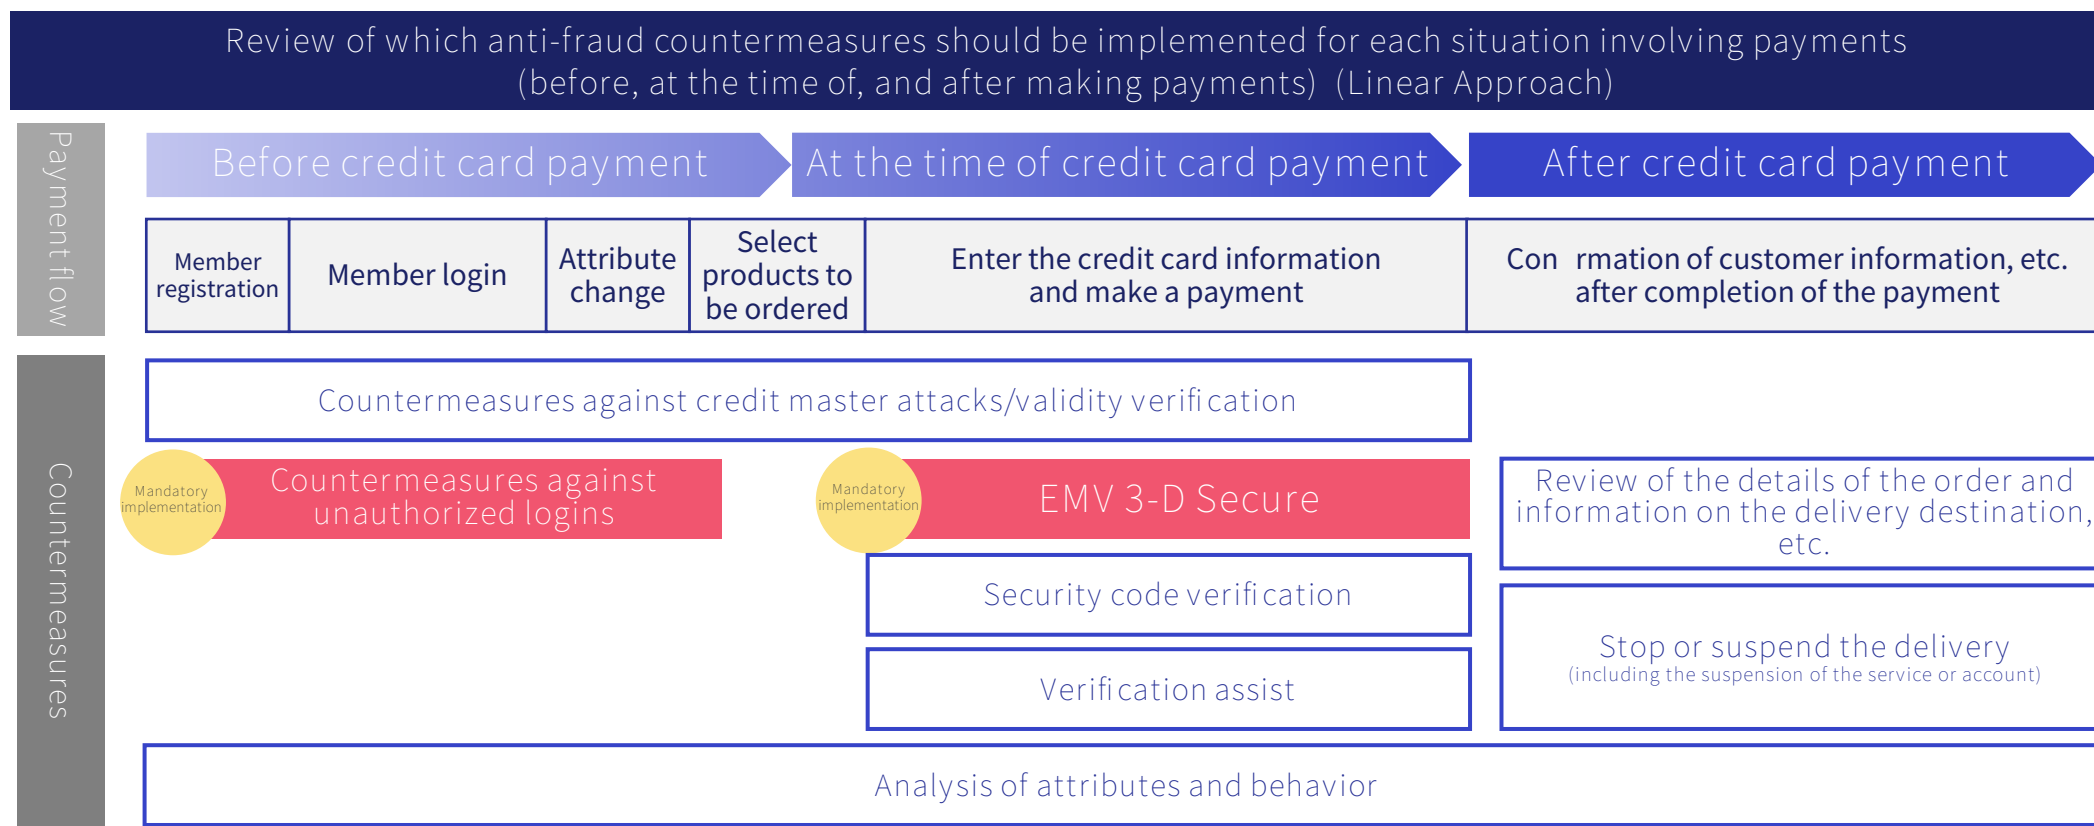 Review of which anti-fraud countermeasures should be implemented for each situation involving payments
(before, at the time of, and after making payments) (Linear Approach)
Payment flow
Before credit card payment
At the time of credit card payment
After credit card payment
Member
registration
Member login
Attribute
change
Select
products to
be ordered
Enter the credit card information
and make a payment
Con rmation of customer information, etc.
after completion of the payment
Countermeasures
Countermeasures against credit master attacks/validity verification
Mandatory
implementation
Countermeasures against
unauthorized logins
Mandatory
implementation
EMV 3-D Secure
Review of the details of the order and
information on the delivery destination,
etc.
Security code verification
Stop or suspend the delivery
(including the suspension of the service or account)
Verification assist
Analysis of attributes and behavior